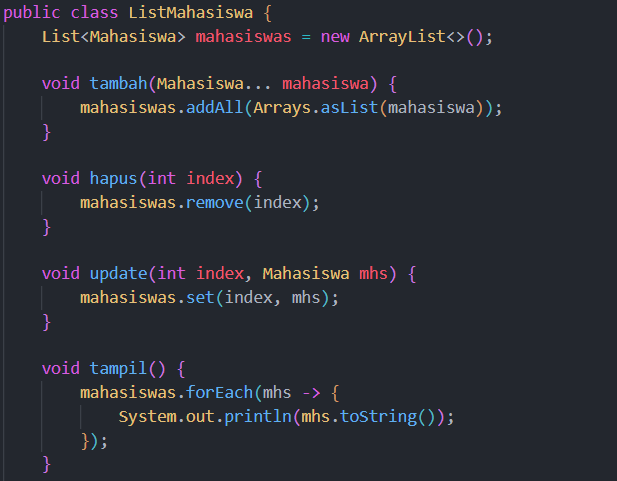 public class ListMahasiswa {
    List<Mahasiswa> mahasiswas = new ArrayList<>();

    void tambah(Mahasiswa... mahasiswa) {
        mahasiswas.addAll(Arrays.asList(mahasiswa));
    }

    void hapus(int index) {
        mahasiswas.remove(index);
    }

    void update(int index, Mahasiswa mhs) {
        mahasiswas.set(index, mhs);
    }

    void tampil() {
        mahasiswas.forEach(mhs -> {
            System.out.println(mhs.toString());
        });
    }